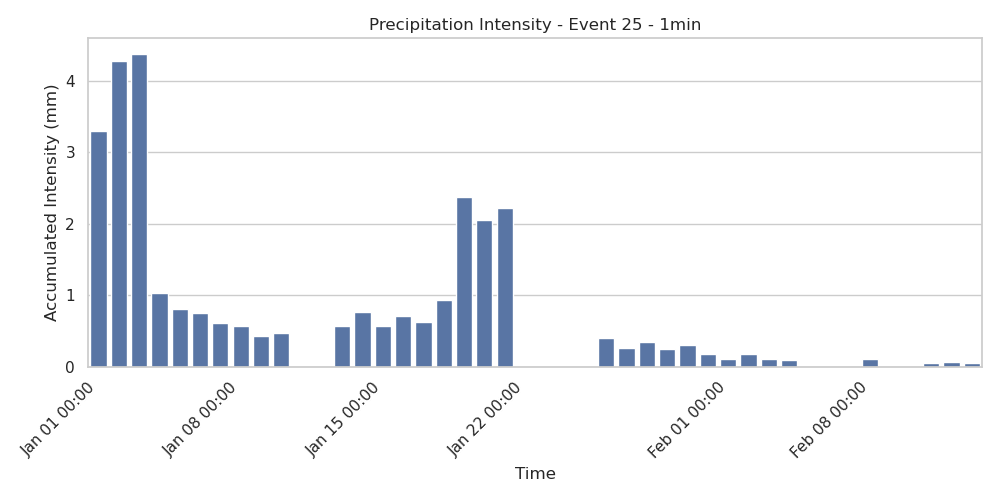 Precipitation Intensity - Event 25 - 1min
Accumulated Intensity (mm)
4
3
2
1
0
Jan 01 00:00
Jan 08 00:00
Jan 15 00:00
Jan 22 00:00
Feb 01 00:00
Feb 08 00:00
Time